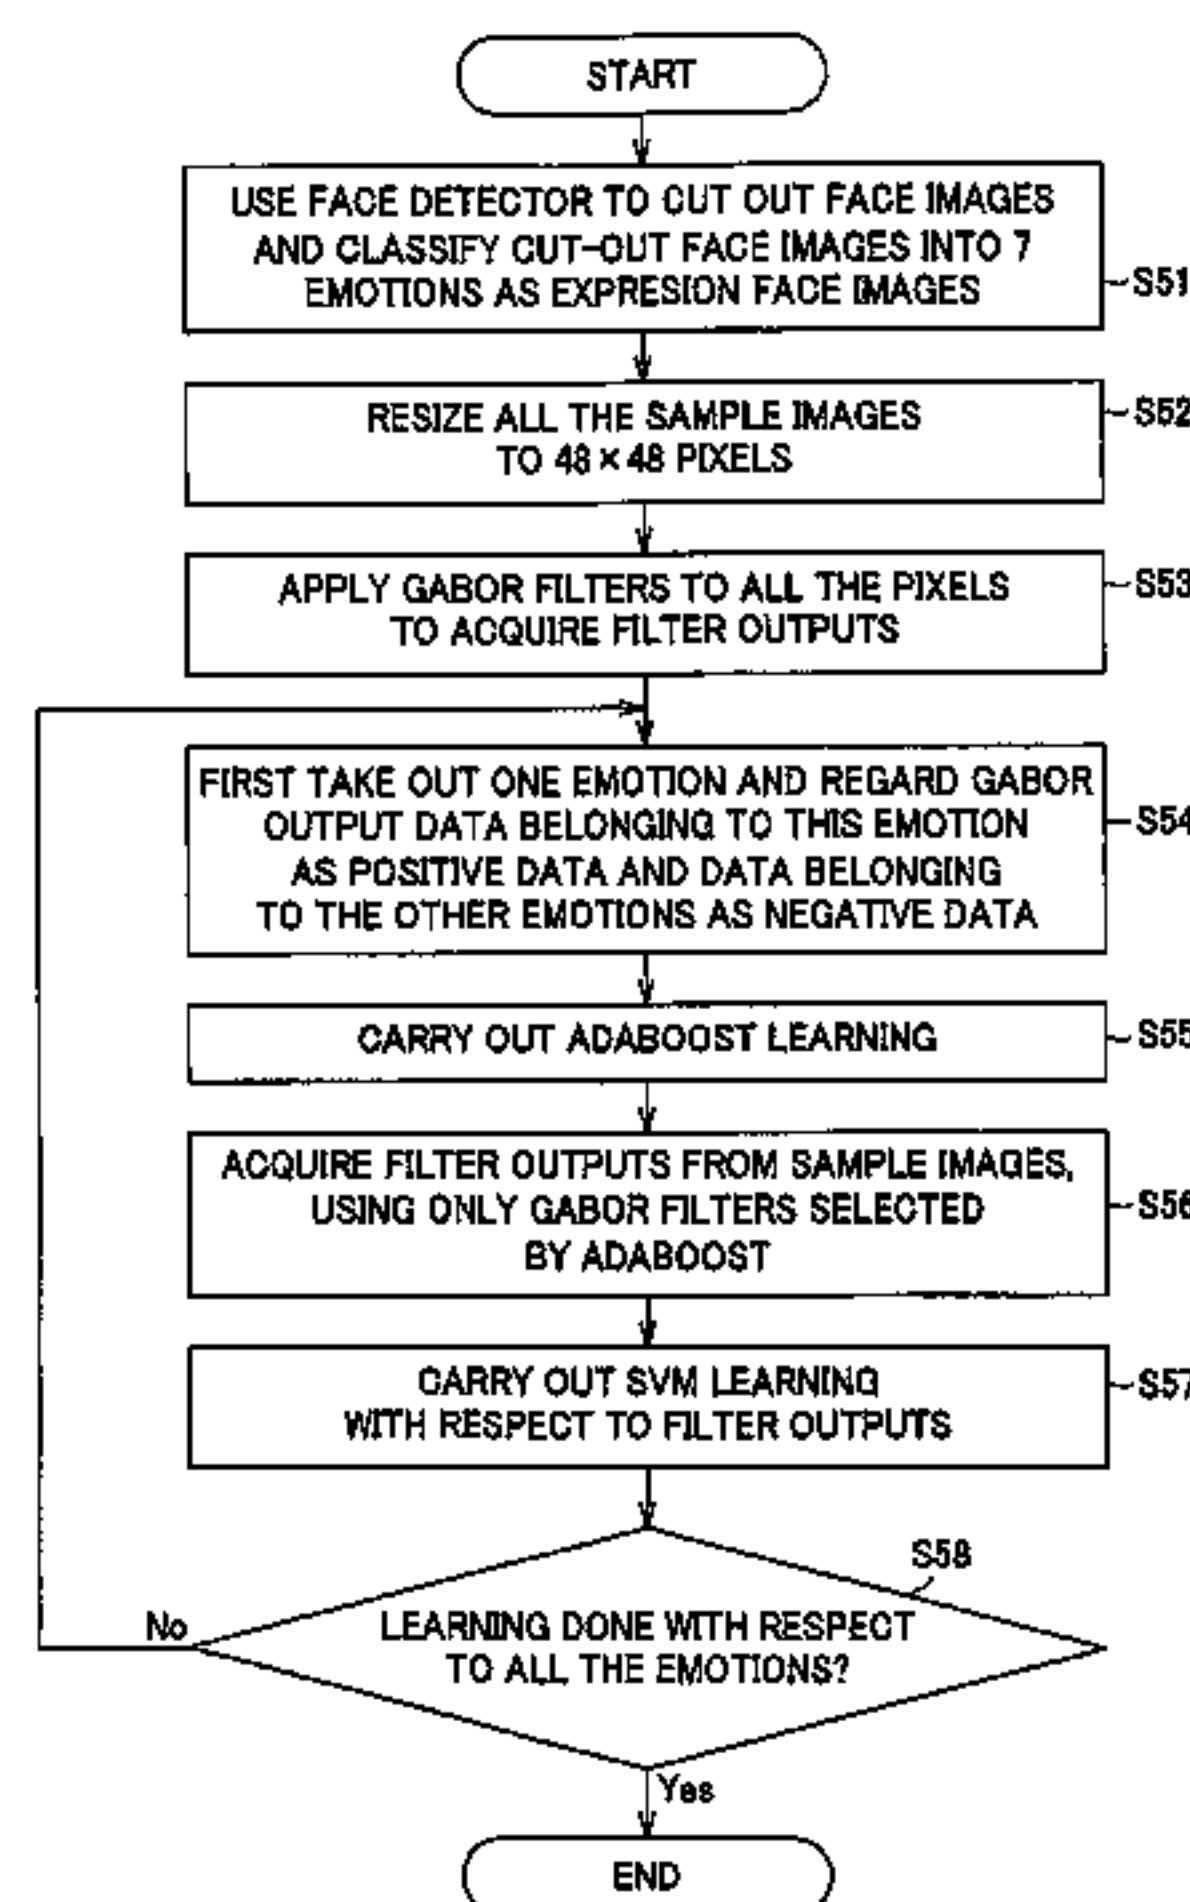 START
USE FACE DETECTOR TO CUT OUT FACE IMAGES
AND CLASSIFY CUT-OUT FACE IMAGES INTO 7
EMOTIONS AS EXPRESION FACE IMAGES
S51
RESIZE ALL THE SAMPLE IMAGES
TO 48×48 PIXELS
S52
APPLY GABOR FILTERS TO ALL THE PIXELS
TO ACQUIRE FILTER OUTPUTS
S53
FIRST TAKE OUT ONE EMOTION AND REGARD GABOR
OUTPUT DATA BELONGING TO THIS EMOTION
AS POSITIVE DATA AND DATA BELONGING
TO THE OTHER EMOTIONS AS NEGATIVE DATA
S54
CARRY OUT ADABOOST LEARNING
S55
ACQUIRE FILTER OUTPUTS FROM SAMPLE IMAGES,
USING ONLY GABOR FILTERS SELECTED
BY ADABOOST
S56
CARRY OUT SVM LEARNING
WITH RESPECT TO FILTER OUTPUTS
S57
S58
No
LEARNING DONE WITH RESPECT
TO ALL THE EMOTIONS?
Yes
END